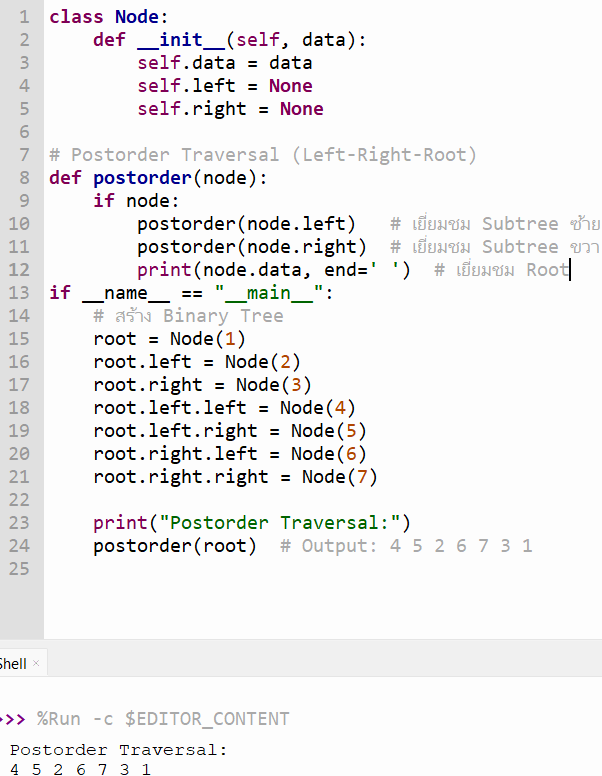 1 class Node:
2     def __init__(self, data):
3         self.data = data
4         self.left = None
5         self.right = None
6
7 # Postorder Traversal (Left-Right-Root)
8 def postorder(node):
9     if node:
10         postorder(node.left)   # เยี่ยมชม Subtree ซ้าย
11         postorder(node.right)  # เยี่ยมชม Subtree ขวา
12         print(node.data, end=' ')  # เยี่ยมชม Root
13 if __name__ == "__main__":
14     # สร้าง Binary Tree
15     root = Node(1)
16     root.left = Node(2)
17     root.right = Node(3)
18     root.left.left = Node(4)
19     root.left.right = Node(5)
20     root.right.left = Node(6)
21     root.right.right = Node(7)
22
23     print("Postorder Traversal:")
24     postorder(root)  # Output: 4 5 2 6 7 3 1
25
Shell ×
>>> %Run -c $EDITOR_CONTENT
Postorder Traversal:
4 5 2 6 7 3 1